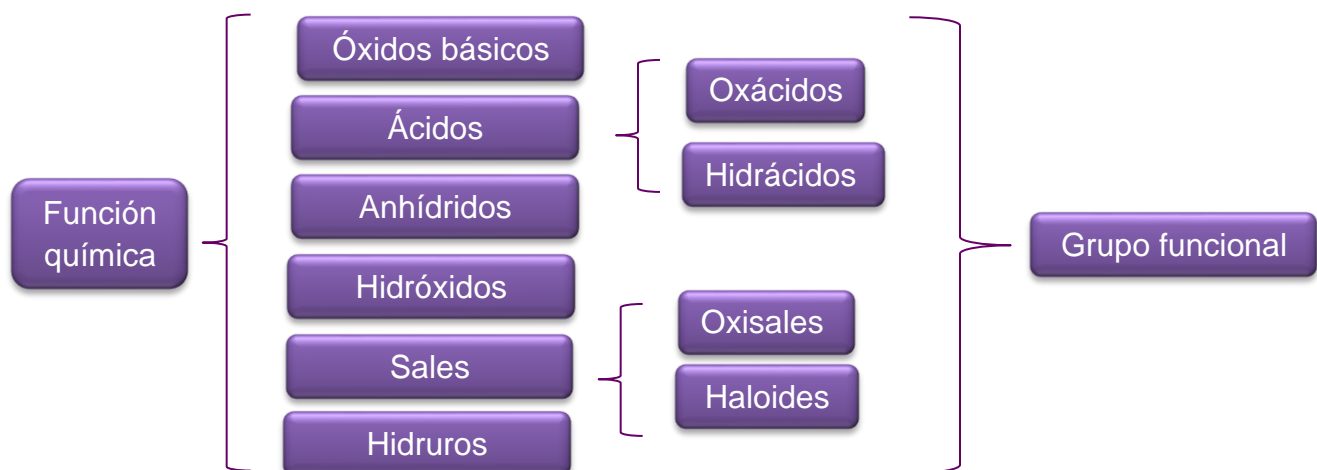 Función
química
Óxidos básicos
Ácidos
Anhídridos
Hidróxidos
Sales
Hidruros
Oxácidos
Hidrácidos
Oxisales
Haloides
Grupo funcional